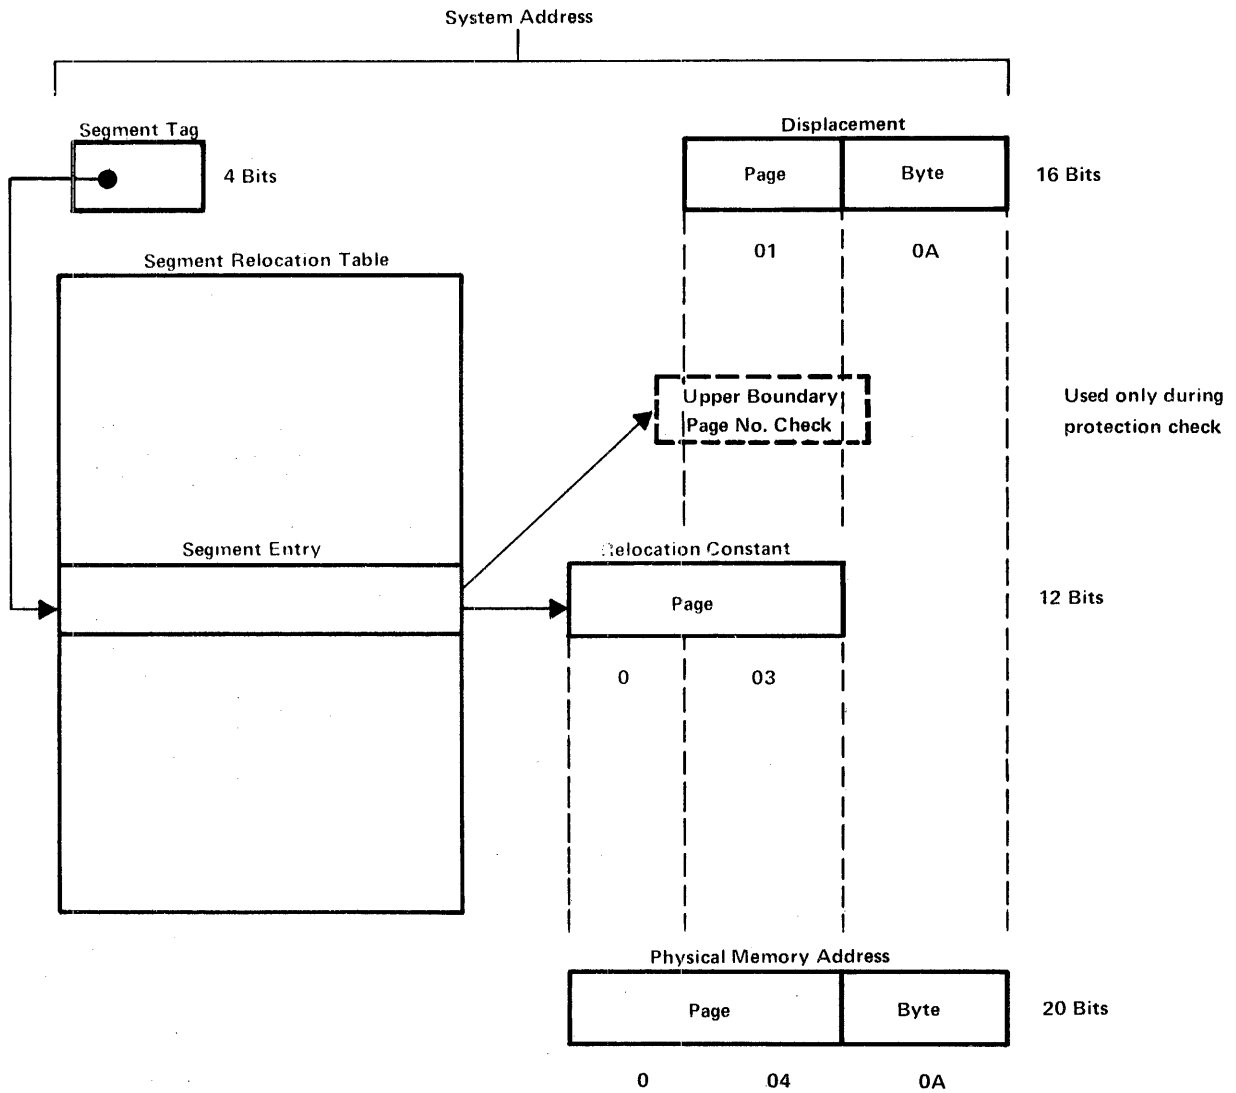 System Address
Segment Tag
Displacement
4 Bits
Page
Byte
16 Bits
01
0A
Segment Relocation Table
Upper Boundary
Page No. Check
Used only during
protection check
Segment Entry
Relocation Constant
Page
12 Bits
0
03
Physical Memory Address
Page
Byte
20 Bits
0
04
0A